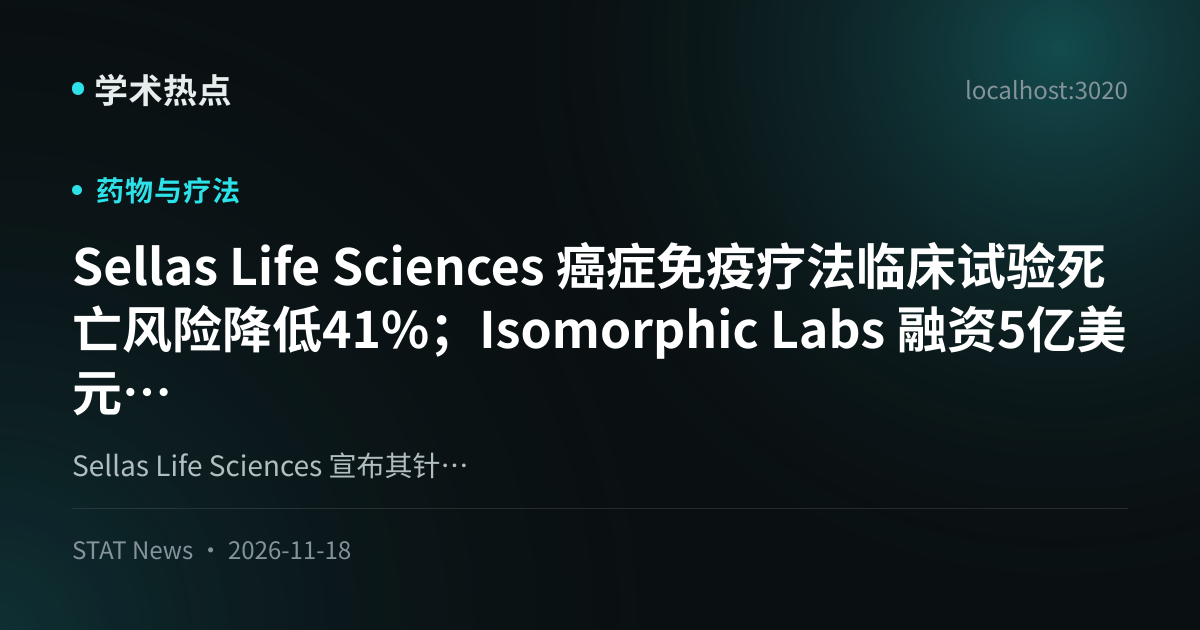 学术热点
localhost:3020
药物与疗法
Sellas Life Sciences 癌症免疫疗法临床试验死
亡风险降低41%；Isomorphic Labs 融资5亿美
元…
Sellas Life Sciences 宣布其针…
STAT News · 2026-11-18